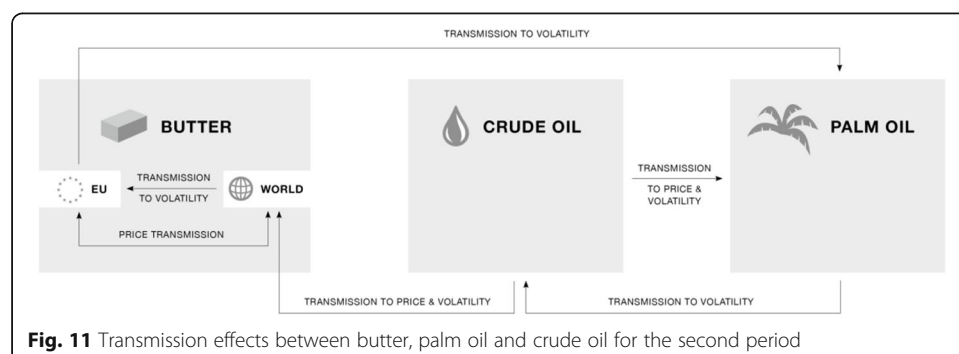 TRANSMISSION TO VOLATILITY
BUTTER
CRUDE OIL
PALM OIL
EU
TRANSMISSION
TO VOLATILITY
WORLD
TRANSMISSION
TO PRICE &
VOLATILITY
PRICE TRANSMISSION
TRANSMISSION TO PRICE & VOLATILITY
TRANSMISSION TO VOLATILITY
Fig. 11 Transmission effects between butter, palm oil and crude oil for the second period